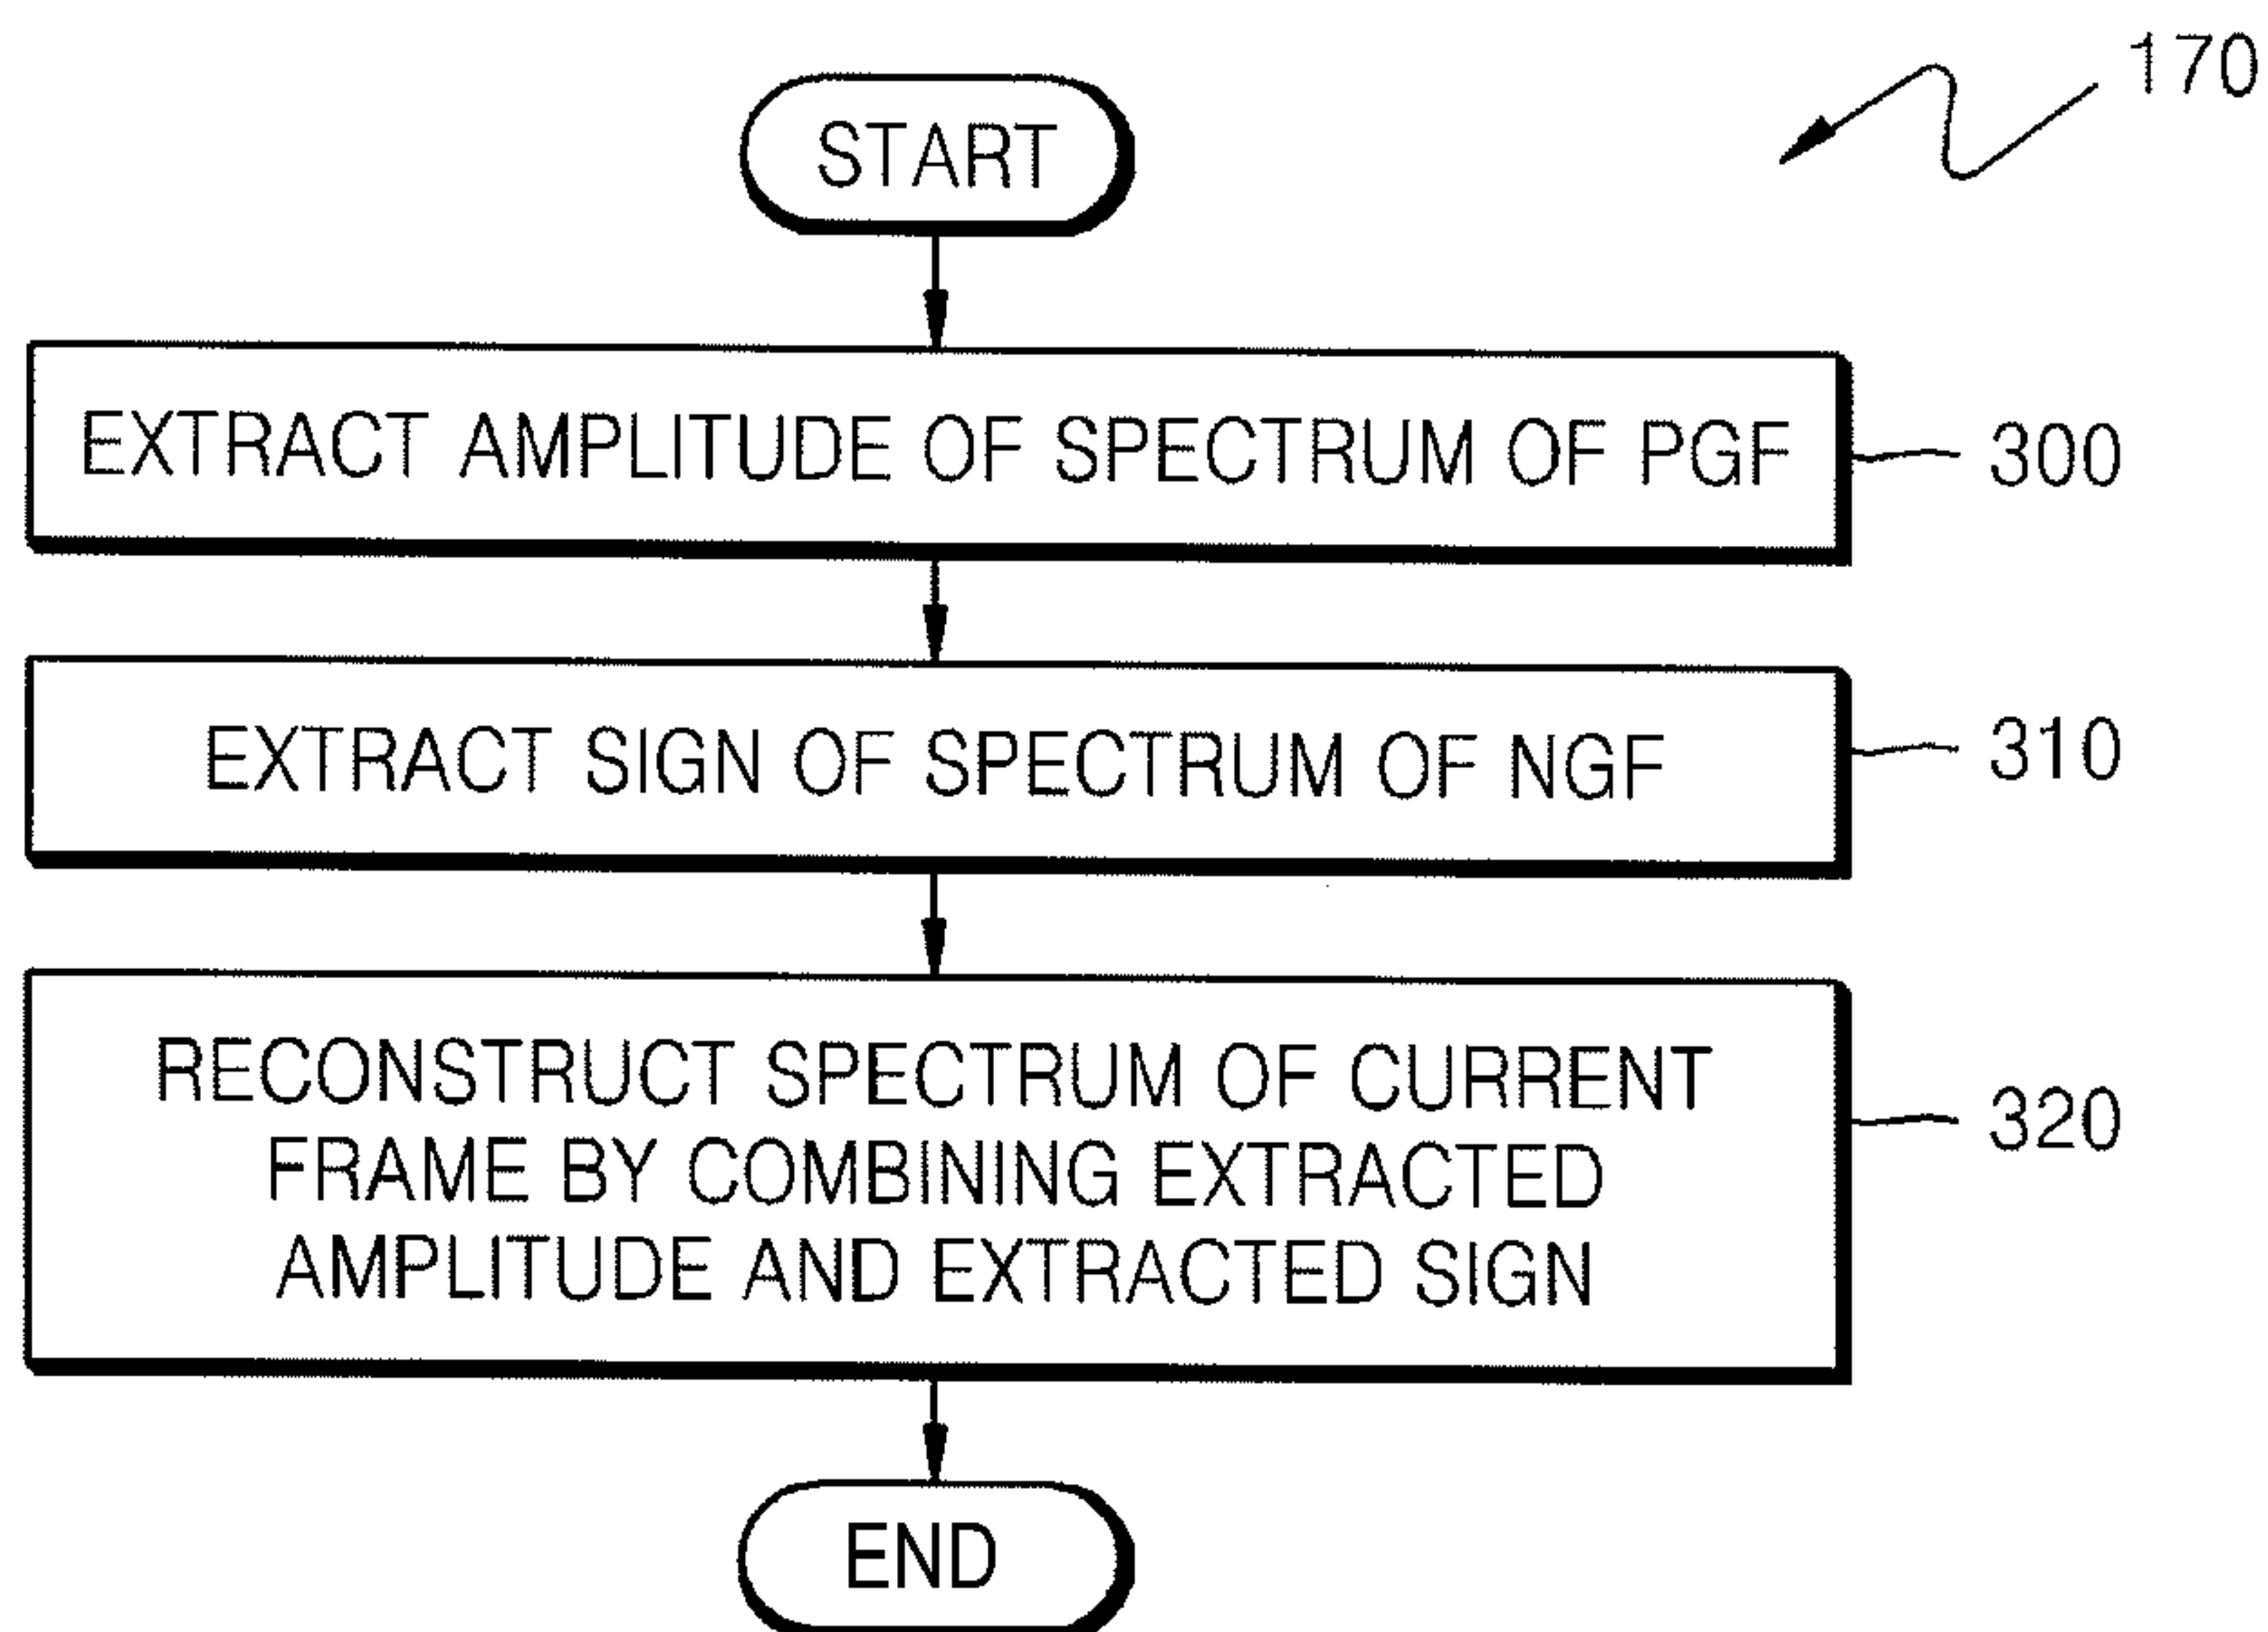 170
START
EXTRACT AMPLITUDE OF SPECTRUM OF PGF
300
EXTRACT SIGN OF SPECTRUM OF NGF
310
RECONSTRUCT SPECTRUM OF CURRENT
FRAME BY COMBINING EXTRACTED
AMPLITUDE AND EXTRACTED SIGN
320
END